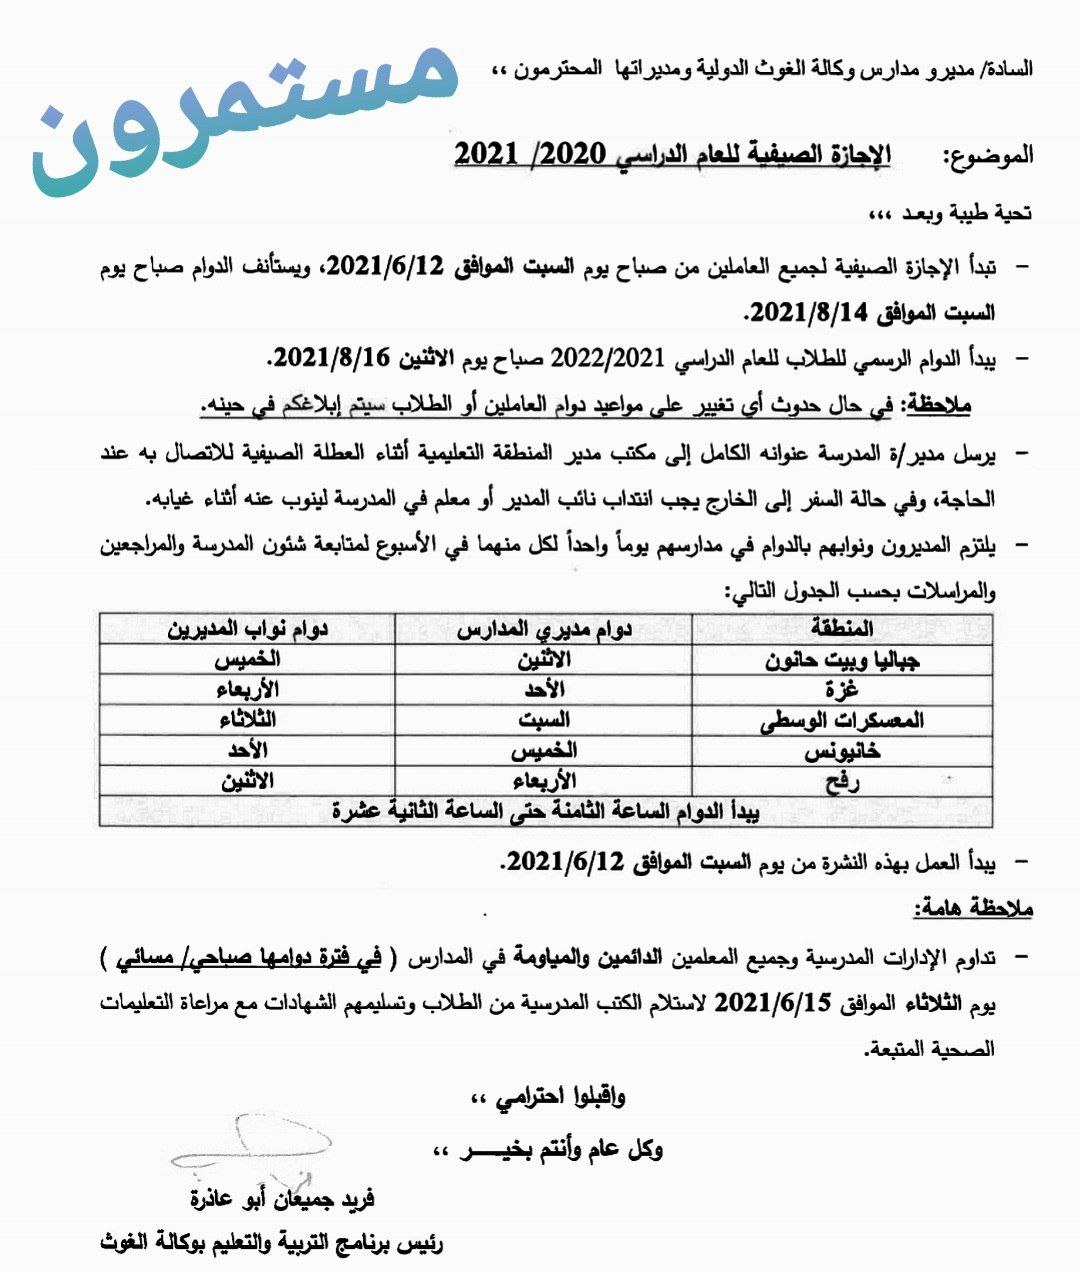 مستمرون
السادة/ مديرو مدارس وكالة الغوث الدولية ومديراتها المحترمون ،،
الموضوع: الإجازة الصيفية للعام الدراسي 2020/ 2021
تحية طيبة وبعد ،،،
- تبدأ الإجازة الصيفية لجميع العاملين من صباح يوم السبت الموافق 2021/6/12، ويستأنف الدوام صباح يوم
السبت الموافق 2021/8/14.
- يبدأ الدوام الرسمي للطلاب للعام الدراسي 2022/2021 صباح يوم الاثنين 2021/8/16.
ملاحظة: في حال حدوث أي تغيير على مواعيد دوام العاملين أو الطلاب سيتم إبلاغكم في حينه.
- يرسل مدير/ة المدرسة عنوانه الكامل إلى مكتب مدير المنطقة التعليمية أثناء العطلة الصيفية للاتصال به عند
الحاجة، وفي حالة السفر إلى الخارج يجب انتداب نائب المدير أو معلم في المدرسة لينوب عنه أثناء غيابه.
- يلتزم المديرون ونوابهم بالدوام في مدارسهم يوماً واحداً لكل منهما في الأسبوع لمتابعة شئون المدرسة والمراجعين
والمراسلات بحسب الجدول التالي:
المنطقة دوام مديري المدارس دوام نواب المديرين
جباليا وبيت حانون الاثنين الخميس
غزة الأحد الأربعاء
المعسكرات الوسطى السبت الثلاثاء
خانيونس الخميس الأحد
رفح الأربعاء الاثنين
يبدأ الدوام الساعة الثامنة حتى الساعة الثانية عشرة
- يبدأ العمل بهذه النشرة من يوم السبت الموافق 2021/6/12.
ملاحظة هامة:
- تداوم الإدارات المدرسية وجميع المعلمين الدائمين والمياومة في المدارس ( في فترة دوامها صباحي/ مسائي )
يوم الثلاثاء الموافق 2021/6/15 لاستلام الكتب المدرسية من الطلاب وتسليمهم الشهادات مع مراعاة التعليمات
الصحية المتبعة.
واقبلوا احترامي ،،
وكل عام وأنتم بخيـــــر ،،
فريد جميعان أبو عاذرة
رئيس برنامج التربية والتعليم بوكالة الغوث